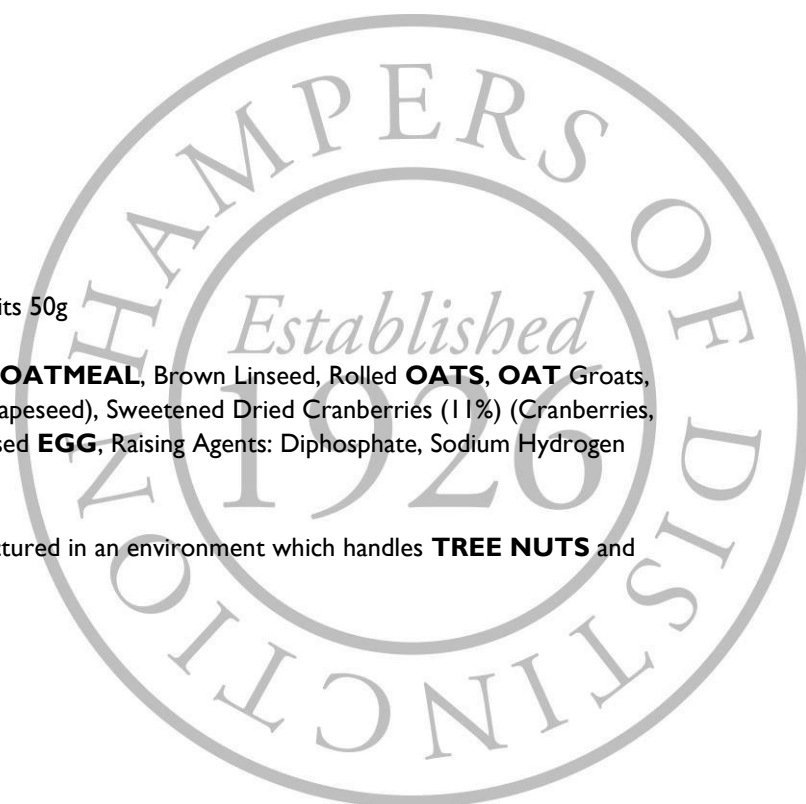 HAMPERS OF DISTINCTION
Established
1926
its 50g
OATMEAL, Brown Linseed, Rolled OATS, OAT Groats,
apeseed), Sweetened Dried Cranberries (11%) (Cranberries,
sed EGG, Raising Agents: Diphosphate, Sodium Hydrogen
ctured in an environment which handles TREE NUTS and